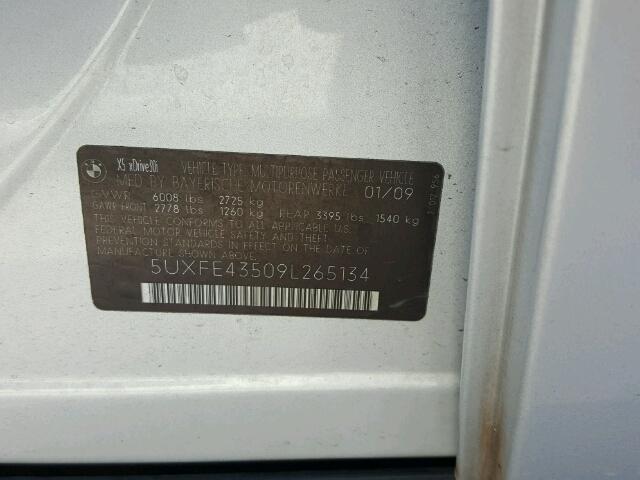 X5 xDrive30i VEHICLE TYPE: MULTIPURPOSE PASSENGER VEHICLE
MFD BY BAYERISCHE MOTORENWERKE 01/09
GVWR 6008 lbs 2725 kg
GAWR FRONT 2778 lbs 1260 kg REAR 3395 lbs 1540 kg
THIS VEHICLE CONFORMS TO ALL APPLICABLE U.S.
FEDERAL MOTOR VEHICLE SAFETY AND THEFT
PREVENTION STANDARDS IN EFFECT ON THE DATE
OF MANUFACTURE SHOWN ABOVE.
5UXFE43509L265134